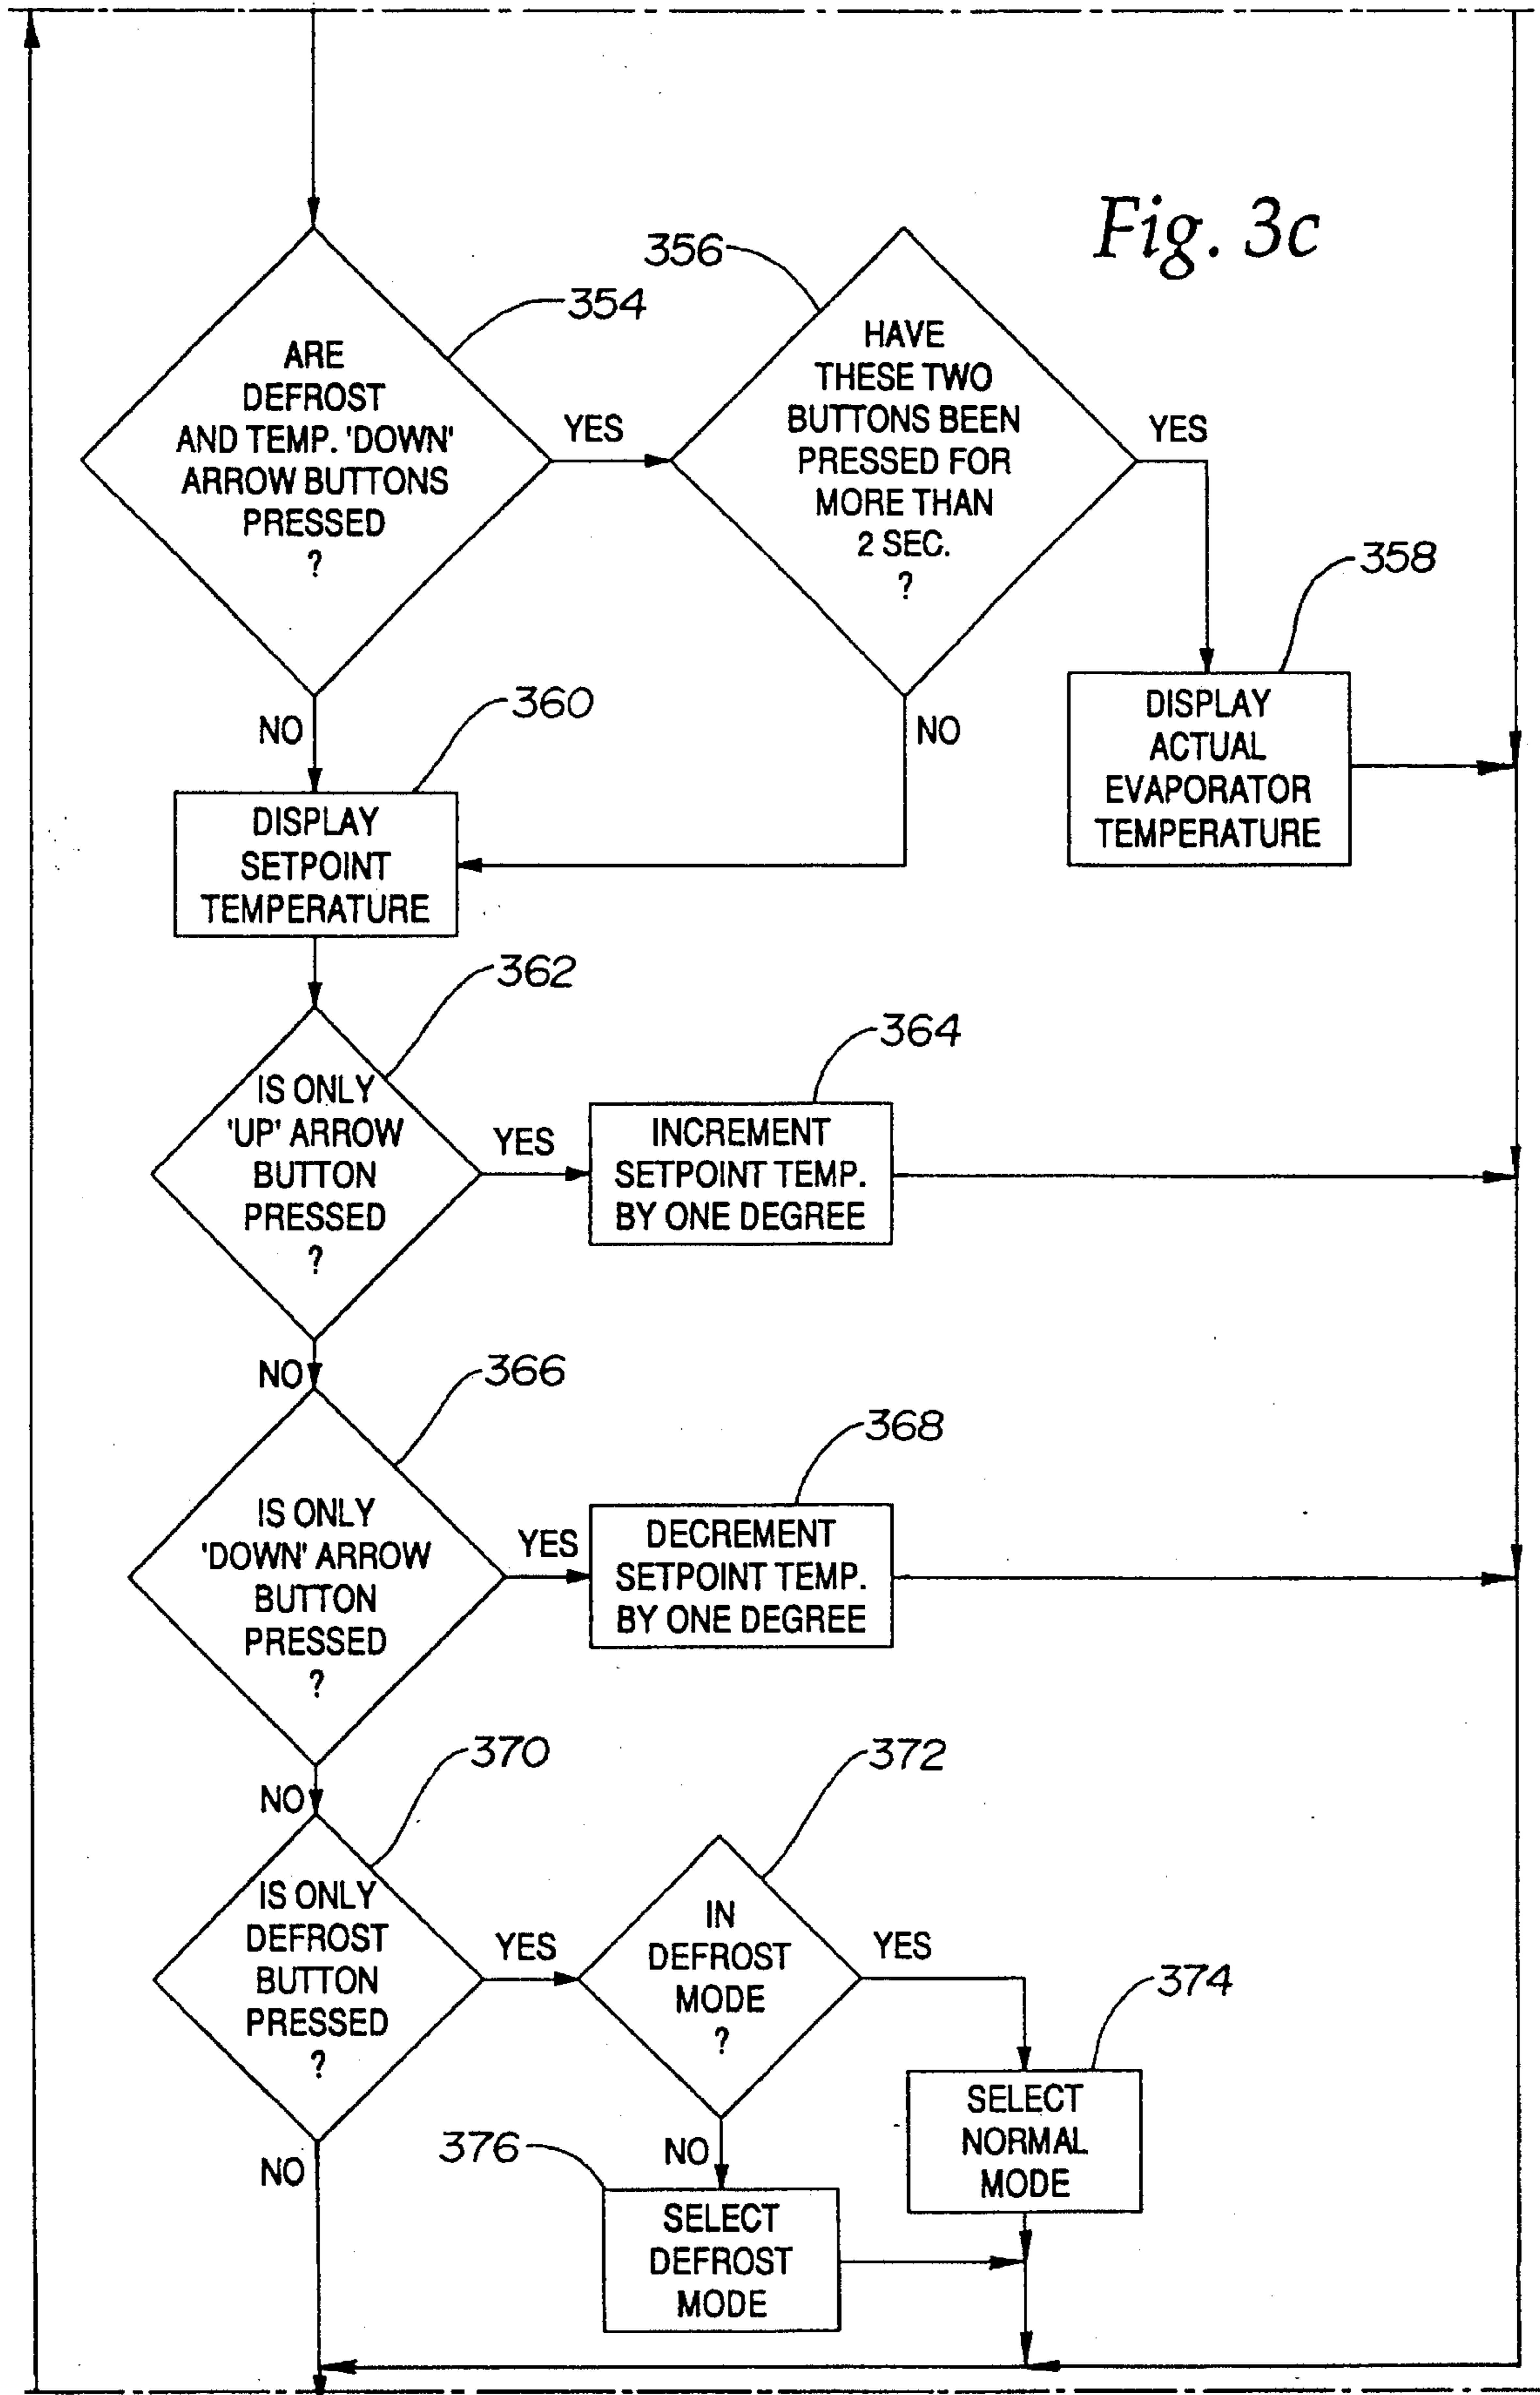 Fig. 3c
354
ARE
DEFROST
AND TEMP. 'DOWN'
ARROW BUTTONS
PRESSED
?
YES
NO
356
HAVE
THESE TWO
BUTTONS BEEN
PRESSED FOR
MORE THAN
2 SEC.
?
YES
NO
358
DISPLAY
ACTUAL
EVAPORATOR
TEMPERATURE
360
DISPLAY
SETPOINT
TEMPERATURE
362
IS ONLY
'UP' ARROW
BUTTON
PRESSED
?
YES
NO
364
INCREMENT
SETPOINT TEMP.
BY ONE DEGREE
366
IS ONLY
'DOWN' ARROW
BUTTON
PRESSED
?
YES
NO
368
DECREMENT
SETPOINT TEMP.
BY ONE DEGREE
370
IS ONLY
DEFROST
BUTTON
PRESSED
?
YES
NO
372
IN
DEFROST
MODE
?
YES
NO
374
SELECT
NORMAL
MODE
376
SELECT
DEFROST
MODE